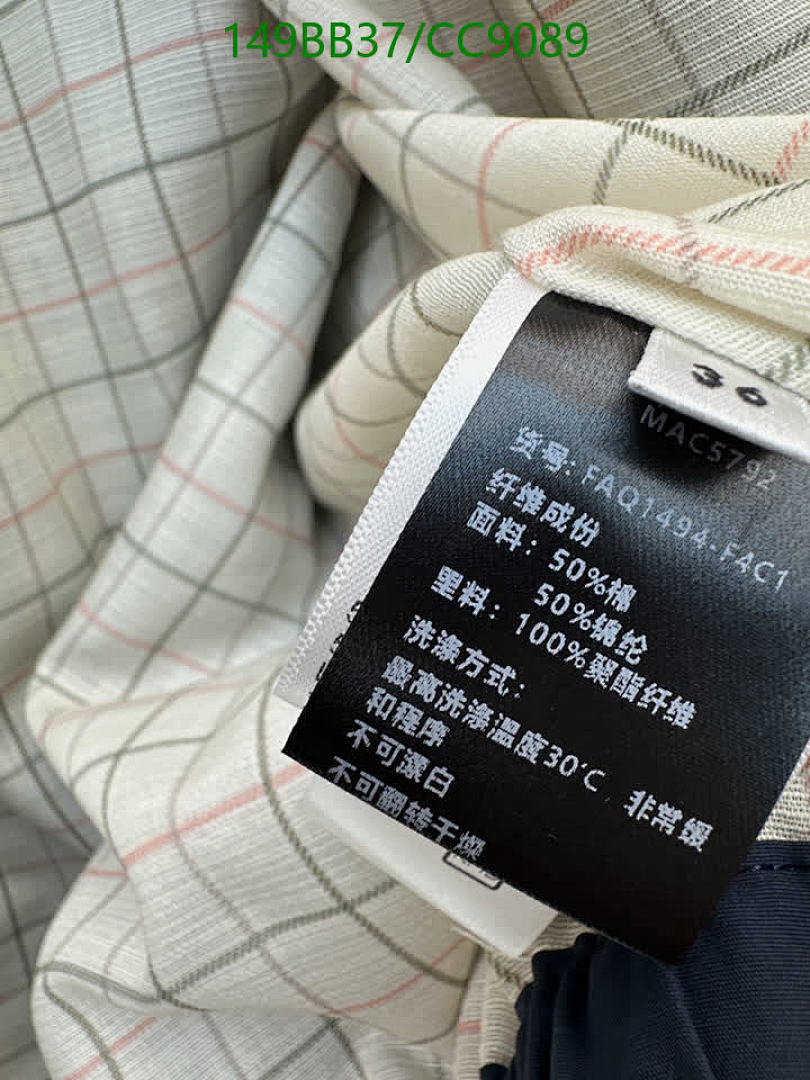 149BB37/CC9089
36
MAC5792
货号: FAQ1494-F4C1
纤维成份
面料: 50%棉
50%锦纶
里料: 100%聚酯纤维
洗涤方式:
最高洗涤温度30℃ 非常缓
和程序
不可漂白
不可翻转干燥